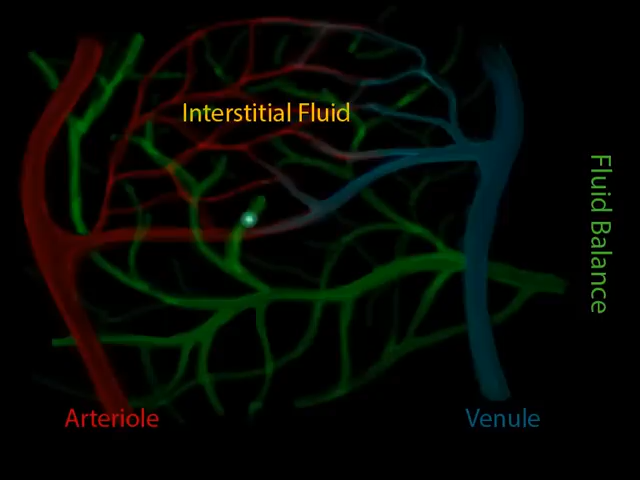 Interstitial Fluid
Fluid Balance
Arteriole
Venule